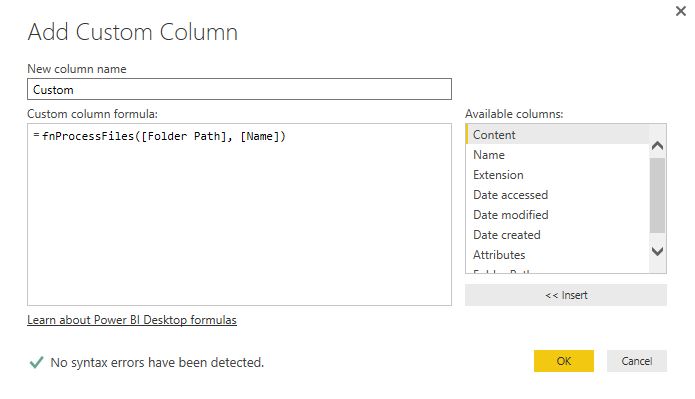 Add Custom Column
New column name
Custom
Custom column formula:
= fnProcessFiles([Folder Path], [Name])
Available columns:
Content
Name
Extension
Date accessed
Date modified
Date created
Attributes
Folder Path
<< Insert
Learn about Power BI Desktop formulas
No syntax errors have been detected.
OK
Cancel